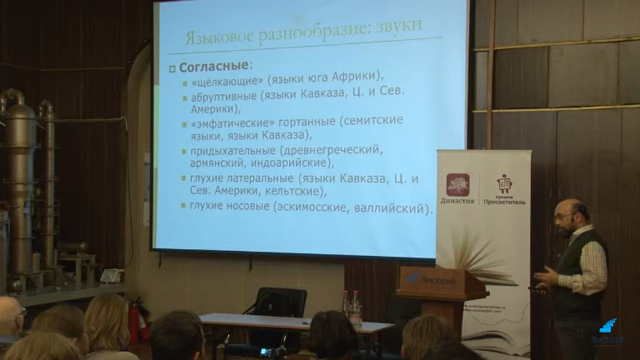 Языковое разнообразие: звуки
Согласные:
«щёлкающие» (языки юга Африки),
абруптивные (языки Кавказа, Ц. и Сев.
Америки),
«эмфатические» гортанные (семитские
языки, языки Кавказа),
придыхательные (древнегреческий,
армянский, индоарийские),
глухие латеральные (языки Кавказа, Ц. и
Сев. Америки, кельтские),
глухие носовые (эскимосские, валлийский).
Династия
Просветитель